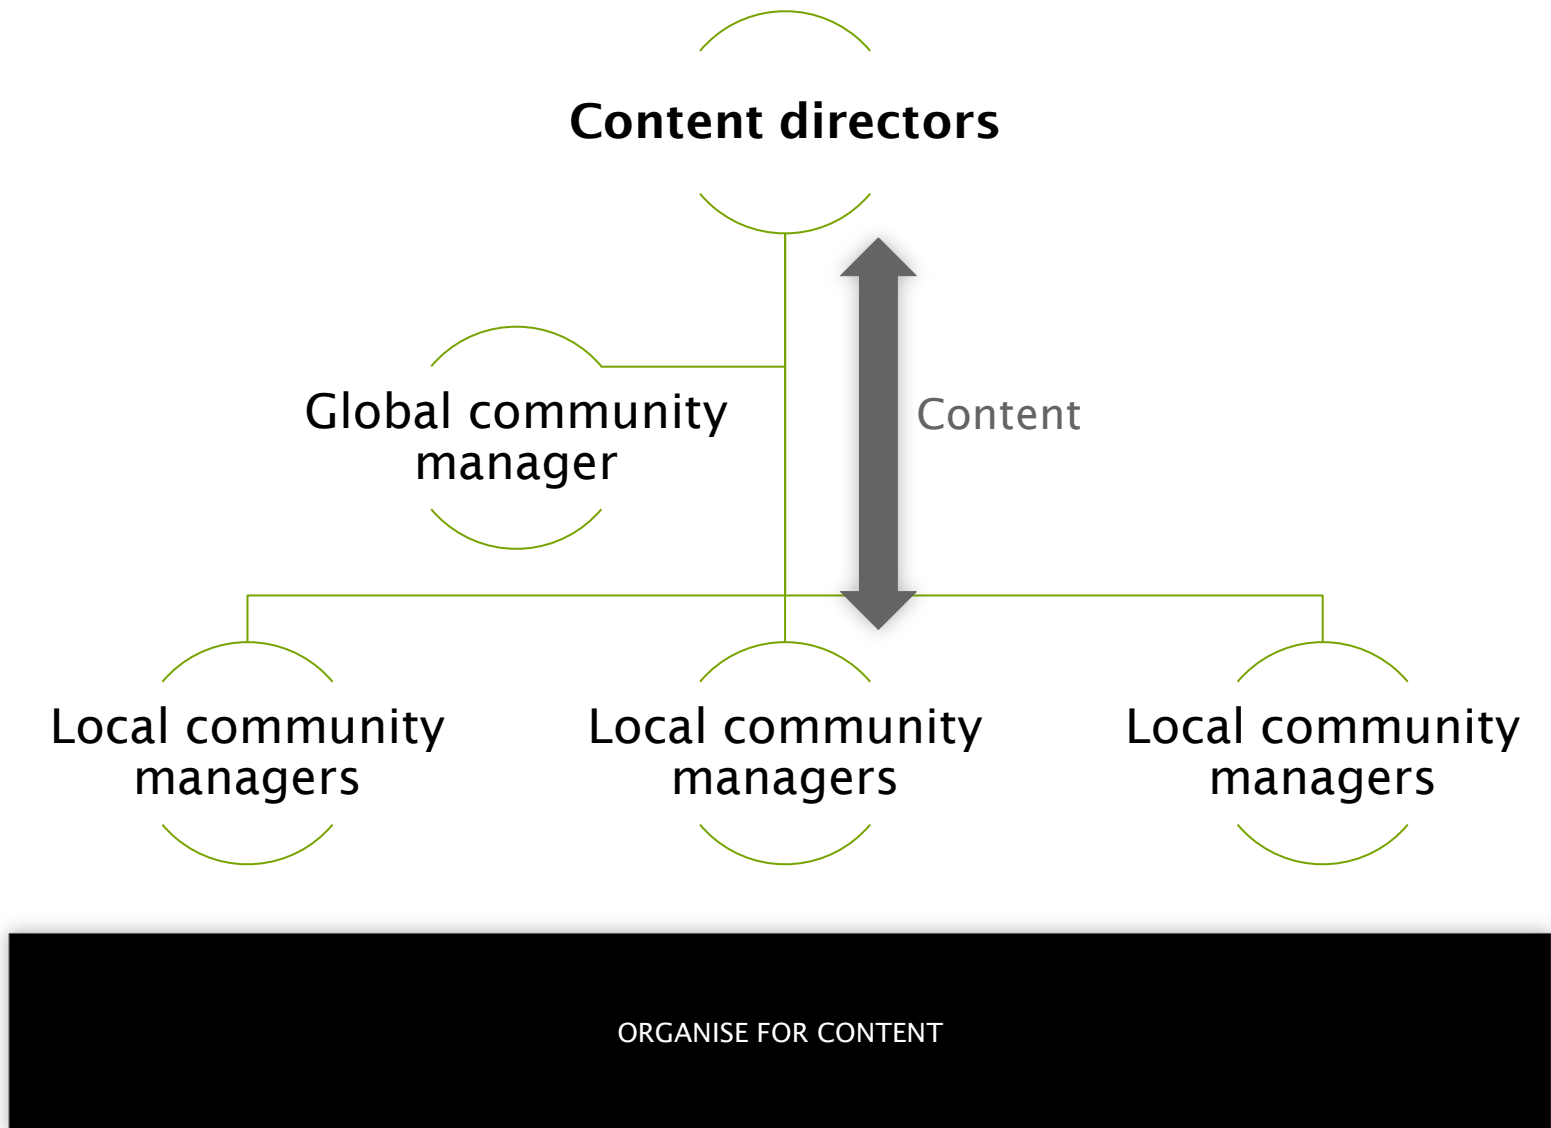 Content directors
Global community
manager
Content
Local community
managers
Local community
managers
Local community
managers
ORGANISE FOR CONTENT